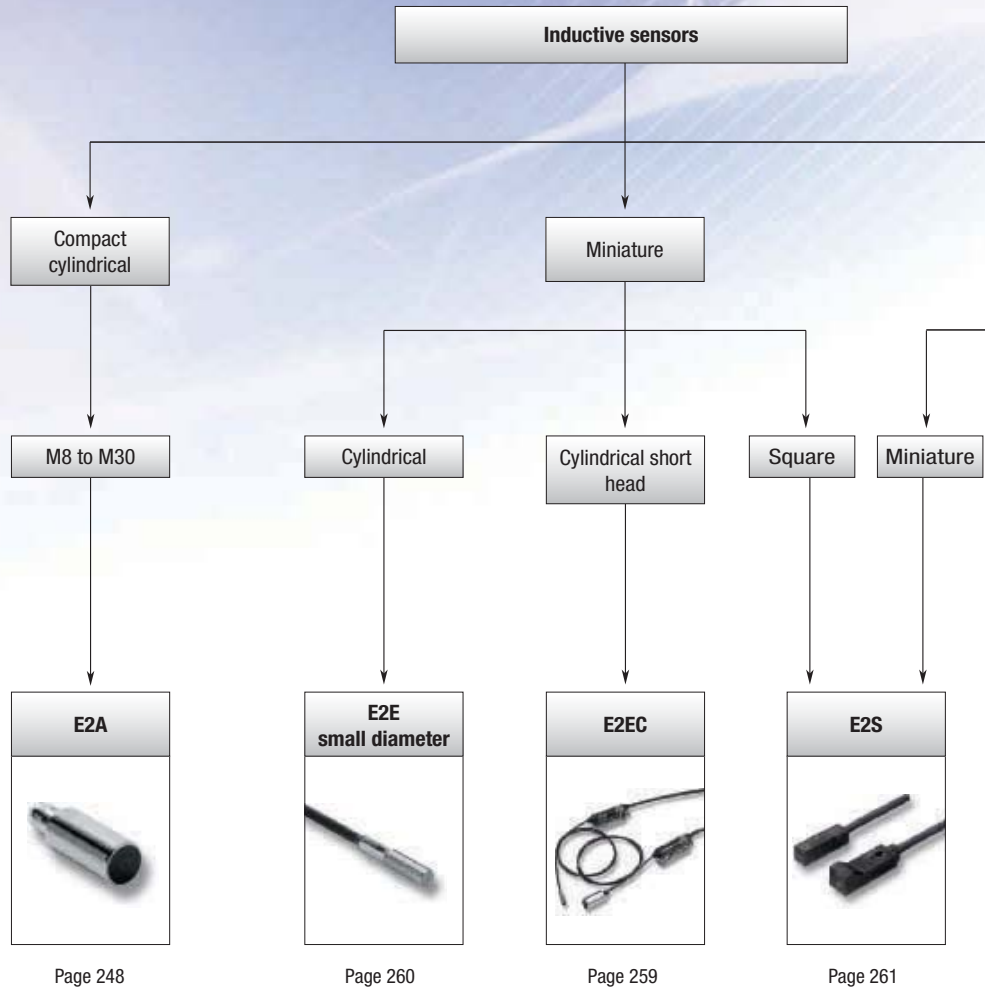 Inductive sensors
Compact
cylindrical
Miniature
M8 to M30
Cylindrical
Cylindrical short
head
Square
Miniature
E2A
E2E
small diameter
E2EC
E2S
Page 248
Page 260
Page 259
Page 261